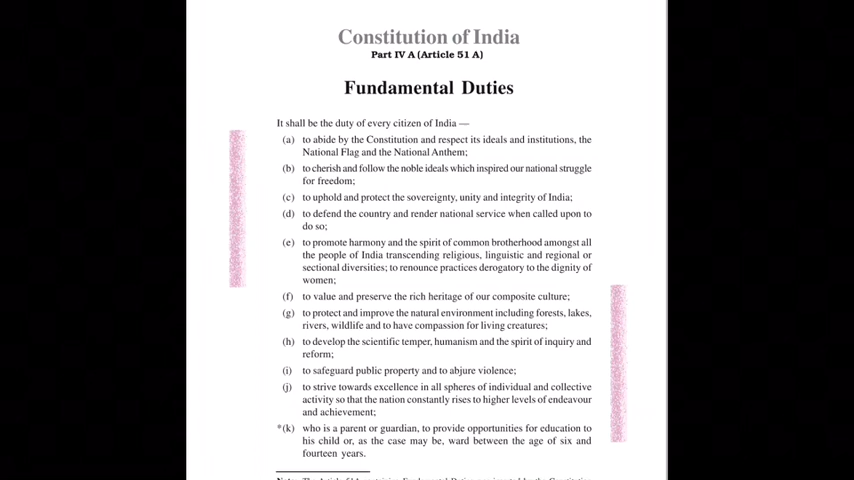 Constitution of India
Part IV A (Article 51 A)
Fundamental Duties
It shall be the duty of every citizen of India —
(a) to abide by the Constitution and respect its ideals and institutions, the
National Flag and the National Anthem;
(b) to cherish and follow the noble ideals which inspired our national struggle
for freedom;
(c) to uphold and protect the sovereignty, unity and integrity of India;
(d) to defend the country and render national service when called upon to
do so;
(e) to promote harmony and the spirit of common brotherhood amongst all
the people of India transcending religious, linguistic and regional or
sectional diversities; to renounce practices derogatory to the dignity of
women;
(f) to value and preserve the rich heritage of our composite culture;
(g) to protect and improve the natural environment including forests, lakes,
rivers, wildlife and to have compassion for living creatures;
(h) to develop the scientific temper, humanism and the spirit of inquiry and
reform;
(i) to safeguard public property and to abjure violence;
(j) to strive towards excellence in all spheres of individual and collective
activity so that the nation constantly rises to higher levels of endeavour
and achievement;
*(k) who is a parent or guardian, to provide opportunities for education to
his child or, as the case may be, ward between the age of six and
fourteen years.